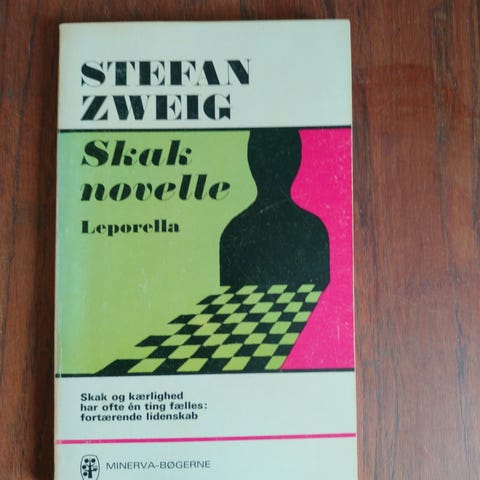 STEFAN
ZWEIG
Skak
novelle
Leporella
Skak og kærlighed
har ofte én ting fælles:
fortærende lidenskab
MINERVA-BØGERNE